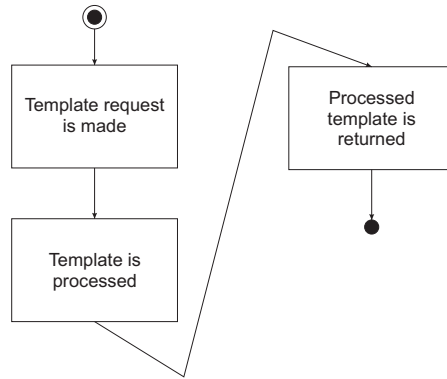 Template request
is made
Template is
processed
Processed
template is
returned